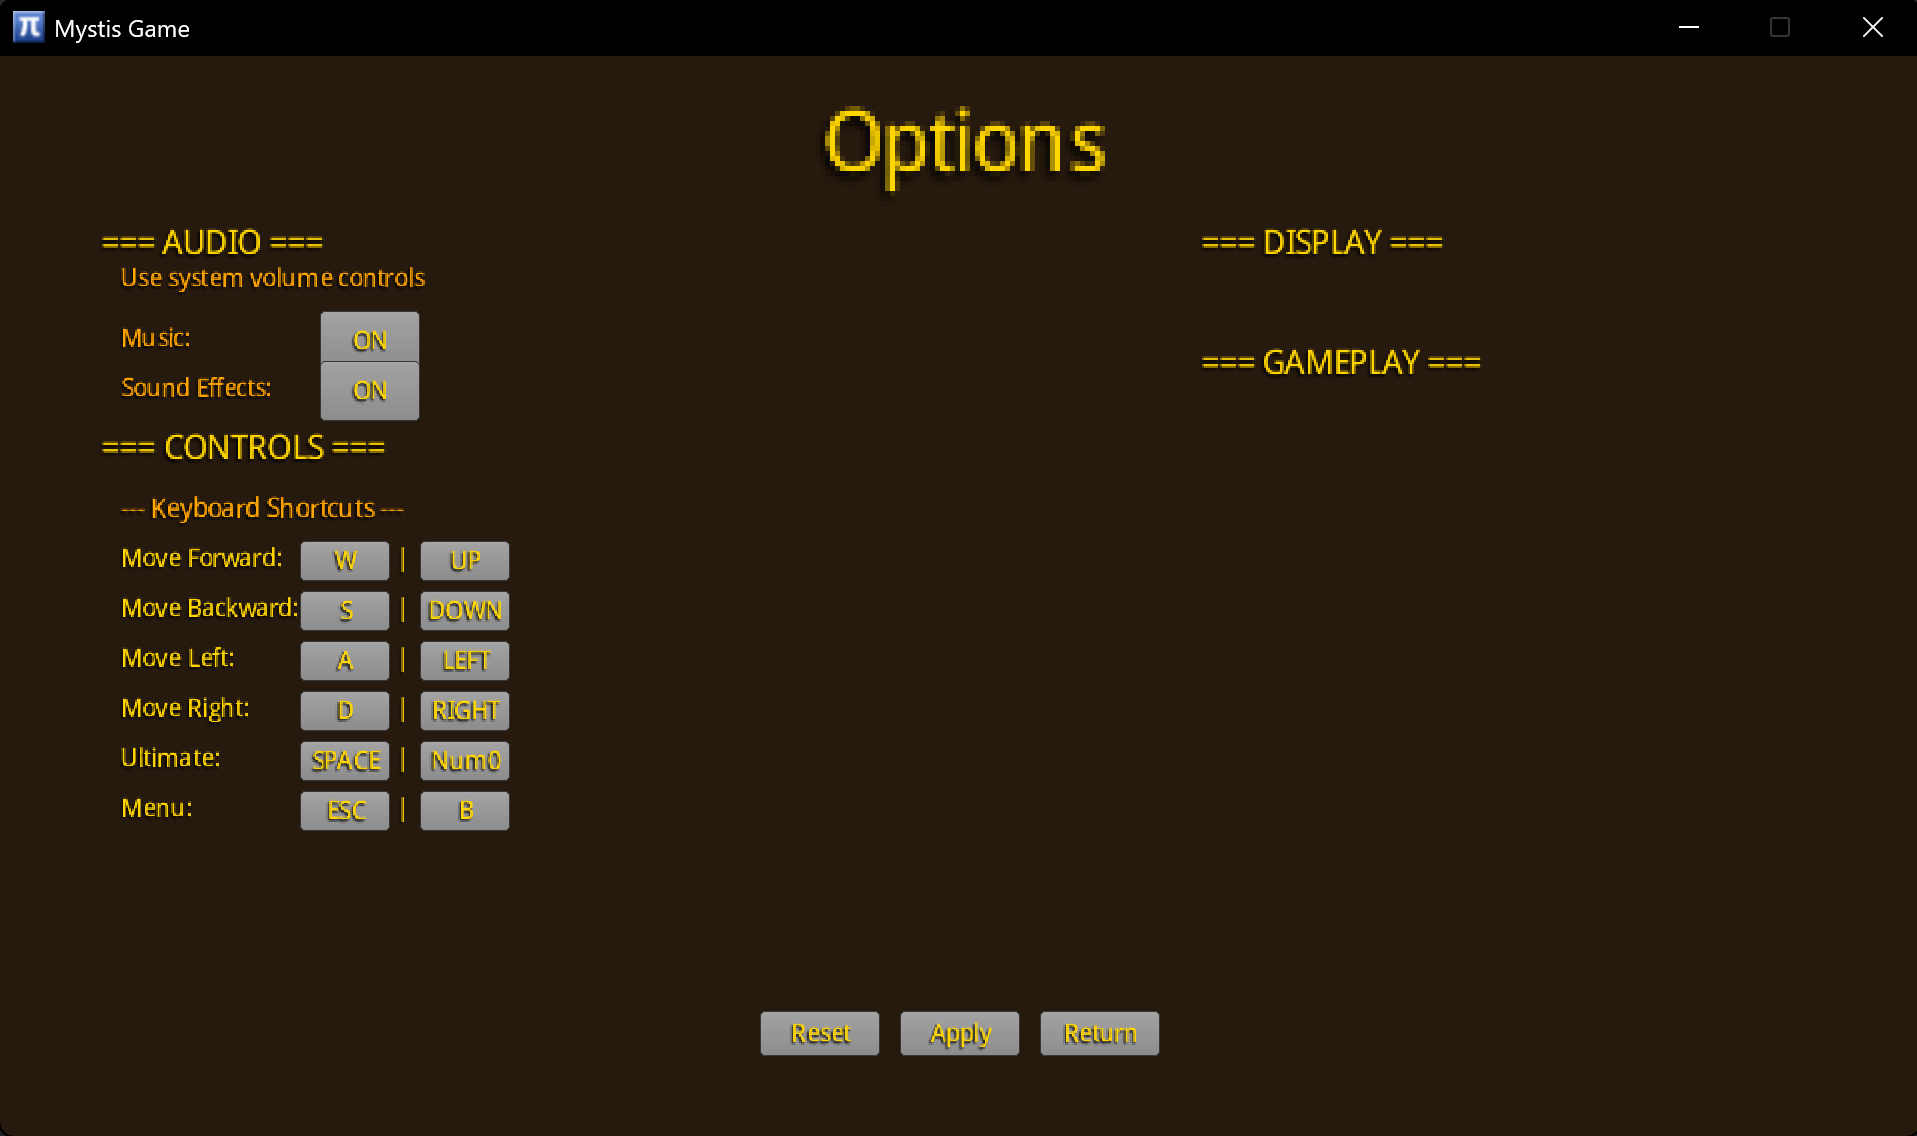 Mystis Game
Options
=== AUDIO ===
Use system volume controls
Music: ON
Sound Effects: ON
=== CONTROLS ===
--- Keyboard Shortcuts ---
Move Forward: W | UP
Move Backward: S | DOWN
Move Left: A | LEFT
Move Right: D | RIGHT
Ultimate: SPACE | Num0
Menu: ESC | B
=== DISPLAY ===
=== GAMEPLAY ===
Reset Apply Return